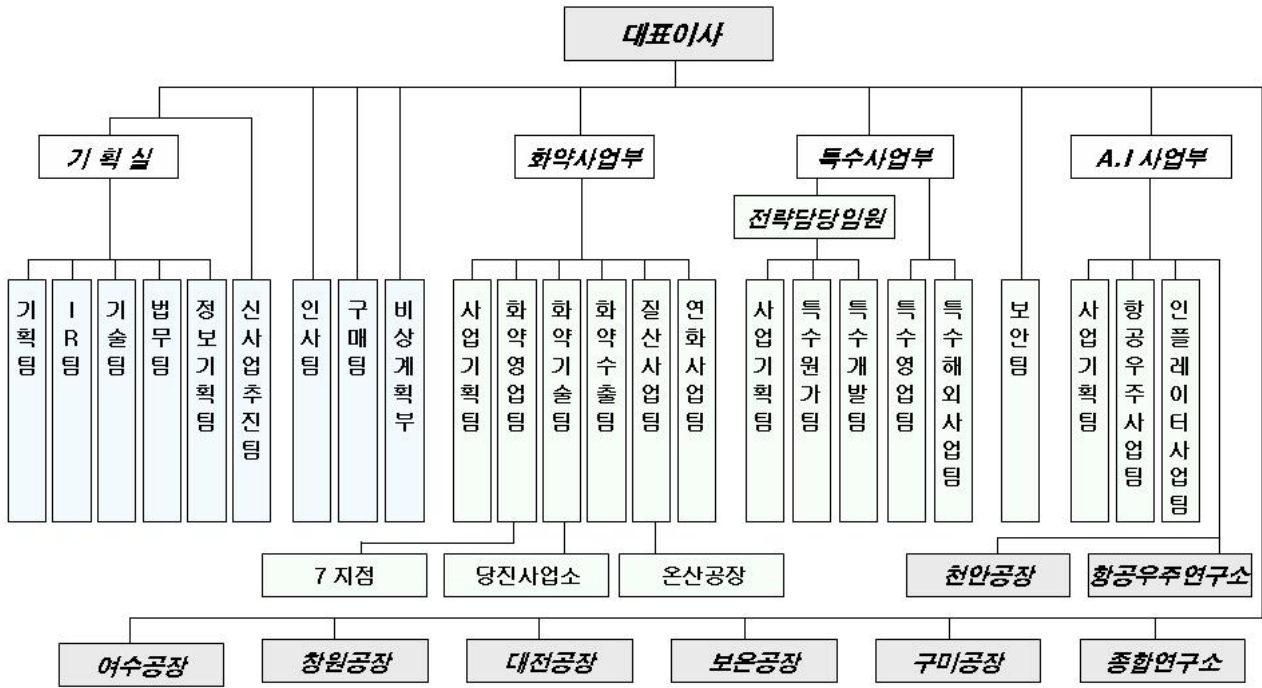 대표이사
기 획 실
화약사업부
특수사업부
A.I 사업부
전략담당임원
기획팀
IR팀
기술팀
법무팀
정보기획팀
신사업추진팀
인사팀
구매팀
비상계획부
사업기획팀
화약영업팀
화약기술팀
화약수출팀
질산사업팀
연화사업팀
사업기획팀
특수원가팀
특수개발팀
특수영업팀
특수해외사업팀
보안팀
사업기획팀
항공우주사업팀
인플레이터사업팀
7 지점
당진사업소
온산공장
천안공장
항공우주연구소
여수공장
창원공장
대전공장
보은공장
구미공장
종합연구소